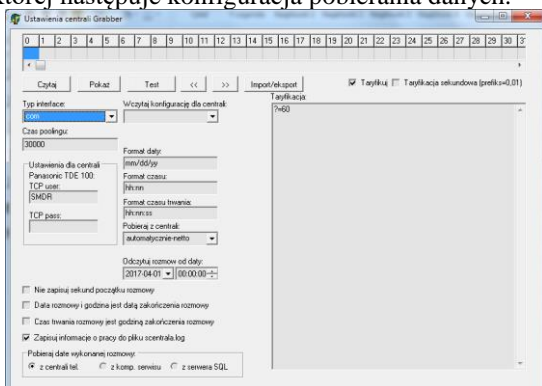 której następuje konfiguracja pobierania danych.
Ustawienia centrali Grabber
0 1 2 3 4 5 6 7 8 9 10 11 12 13 14 15 16 17 18 19 20 21 22 23 24 25 26 27 28 29 30
Czytaj Pokaż Test << >> Import/eksport Taryfikuj Taryfikacja sekundowa (prefiks=0,01)
Typ interface: Wczytaj konfigurację dla centrali: Taryfikacja:
com ?=60
Czas poolingu:
30000
Format daty:
Ustawienia dla centrali mm/dd/yy
Panasonic TDE 100: Format czasu:
TCP user: hh:nn
SMDR Format czasu trwania:
TCP pass: hh:nn:ss
Pobieraj z centrali:
automatycznie-netto
Odczytuj rozmow od daty:
2017-04-01 00:00:00
Nie zapisuj sekund początku rozmowy
Data rozmowy i godzina jest datą zakończenia rozmowy
Czas trwania rozmowy jest godziną zakończenia rozmowy
Zapisuj informacje o pracy do pliku scentrala.log
Pobieraj date wykonanej rozmowy:
z centrali tel. z komp. serwisu z serwera SQL